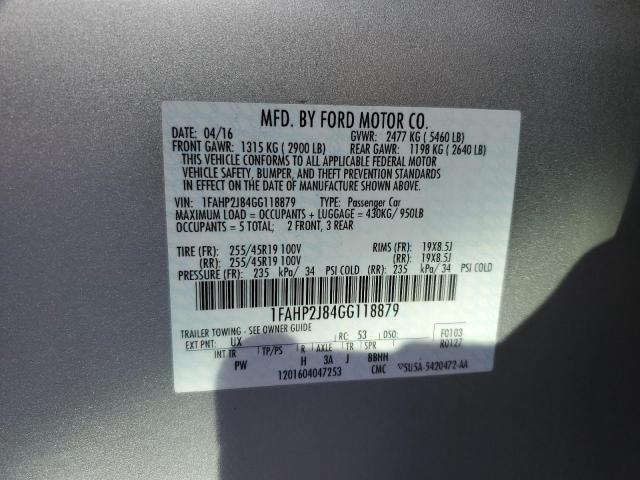 MFD. BY FORD MOTOR CO.
DATE: 04/16 GVWR: 2477 KG ( 5460 LB)
FRONT GAWR: 1315 KG ( 2900 LB) REAR GAWR: 1198 KG ( 2640 LB)
THIS VEHICLE CONFORMS TO ALL APPLICABLE FEDERAL MOTOR
VEHICLE SAFETY, BUMPER, AND THEFT PREVENTION STANDARDS
IN EFFECT ON THE DATE OF MANUFACTURE SHOWN ABOVE.
VIN: 1FAHP2J84GG118879 TYPE: Passenger Car
MAXIMUM LOAD = OCCUPANTS + LUGGAGE = 430KG/ 950LB
OCCUPANTS = 5 TOTAL; 2 FRONT, 3 REAR
TIRE (FR): 255/45R19 100V RIMS (FR): 19X8.5J
(RR): 255/45R19 100V (RR): 19X8.5J
PRESSURE (FR): 235 kPa/ 34 PSI COLD (RR): 235 kPa/ 34 PSI COLD
1FAHP2J84GG118879
TRAILER TOWING - SEE OWNER GUIDE
EXT PNT: UX RC: 53 DSO: F0103
R0127
INT TR TP/PS R AXLE TR SPR
PW H 3A J BBHH
1201604047253 CMC 5U5A-5420472-AA